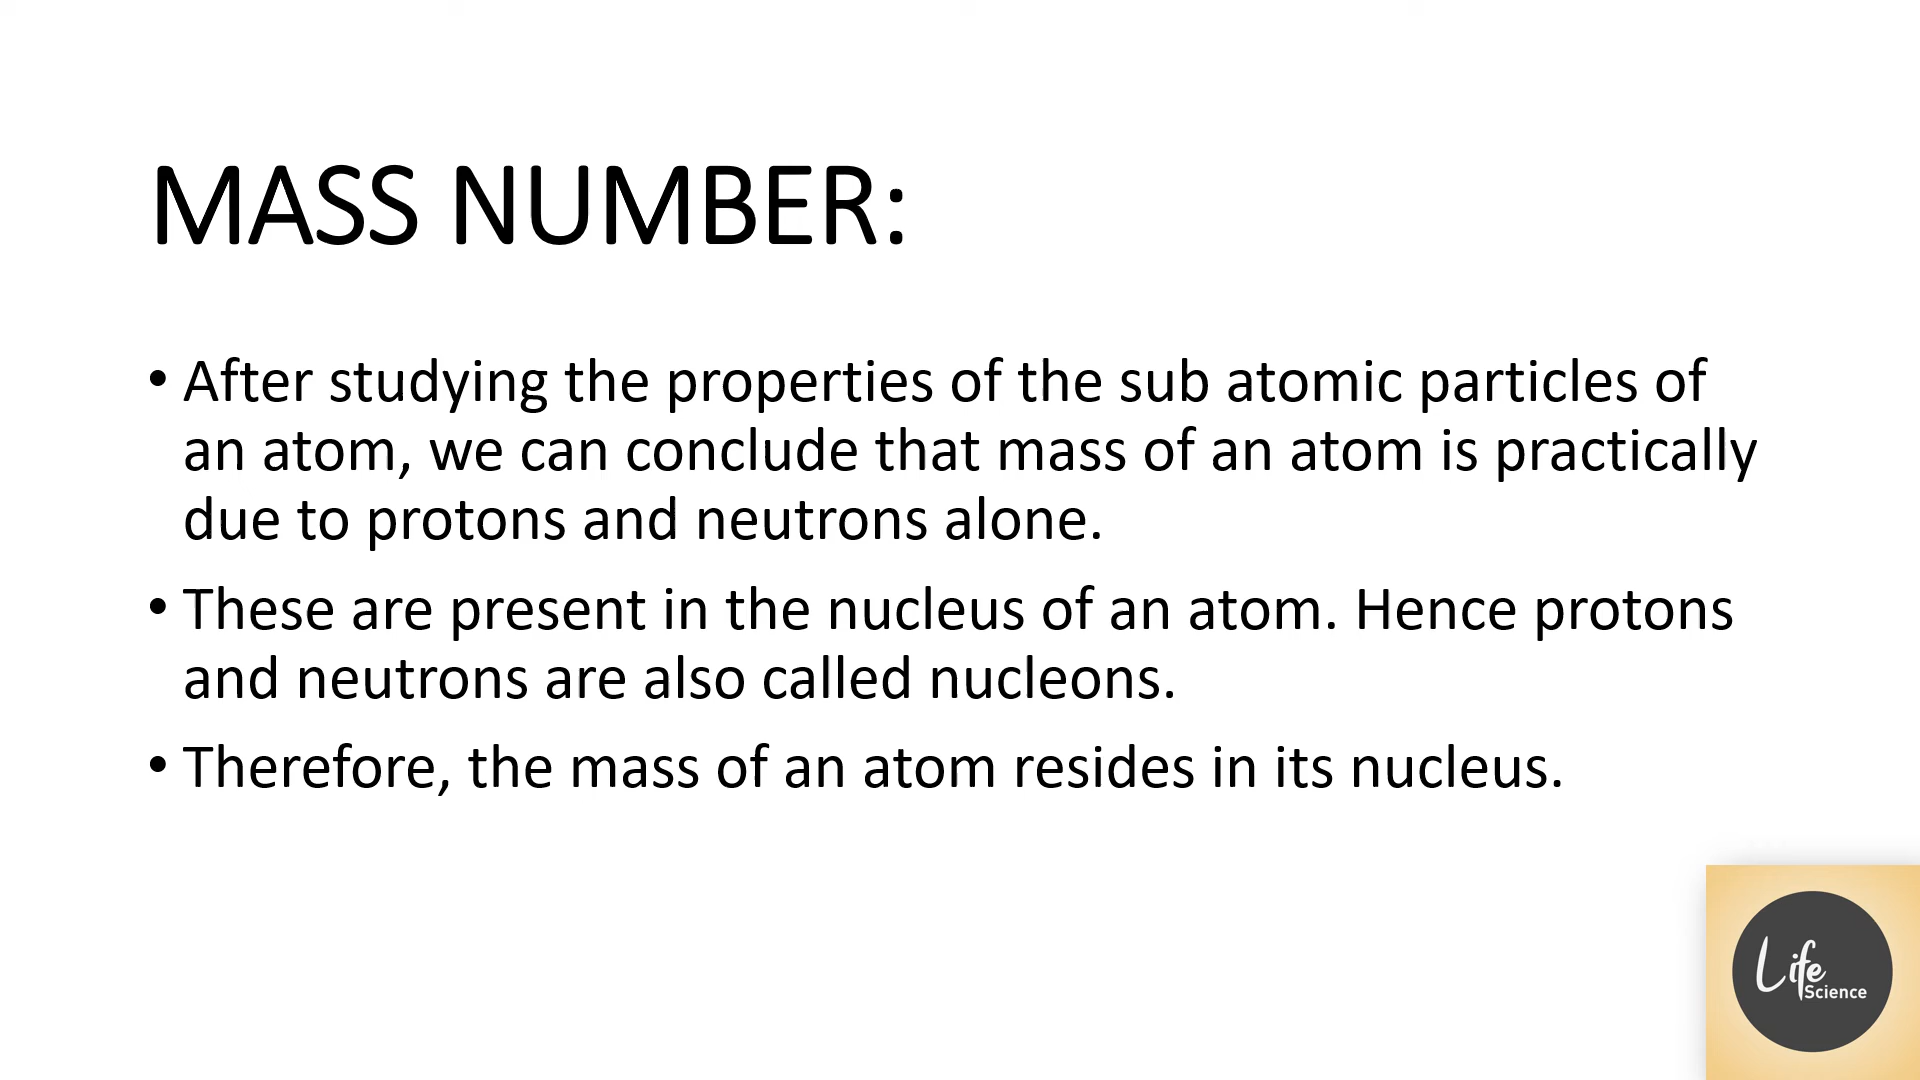 MASS NUMBER:
• After studying the properties of the sub atomic particles of
an atom, we can conclude that mass of an atom is practically
due to protons and neutrons alone.
• These are present in the nucleus of an atom. Hence protons
and neutrons are also called nucleons.
• Therefore, the mass of an atom resides in its nucleus.
Life
Science